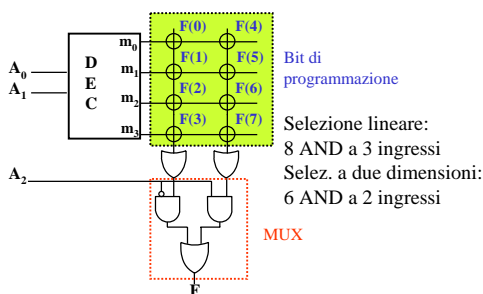 F(0) F(4)
D E C
m0
A0
F(1) F(5)
m1
A1
F(2) F(6)
m2
F(3) F(7)
m3
Bit di
programmazione
Selezione lineare:
8 AND a 3 ingressi
Selez. a due dimensioni:
6 AND a 2 ingressi
A2
MUX
F